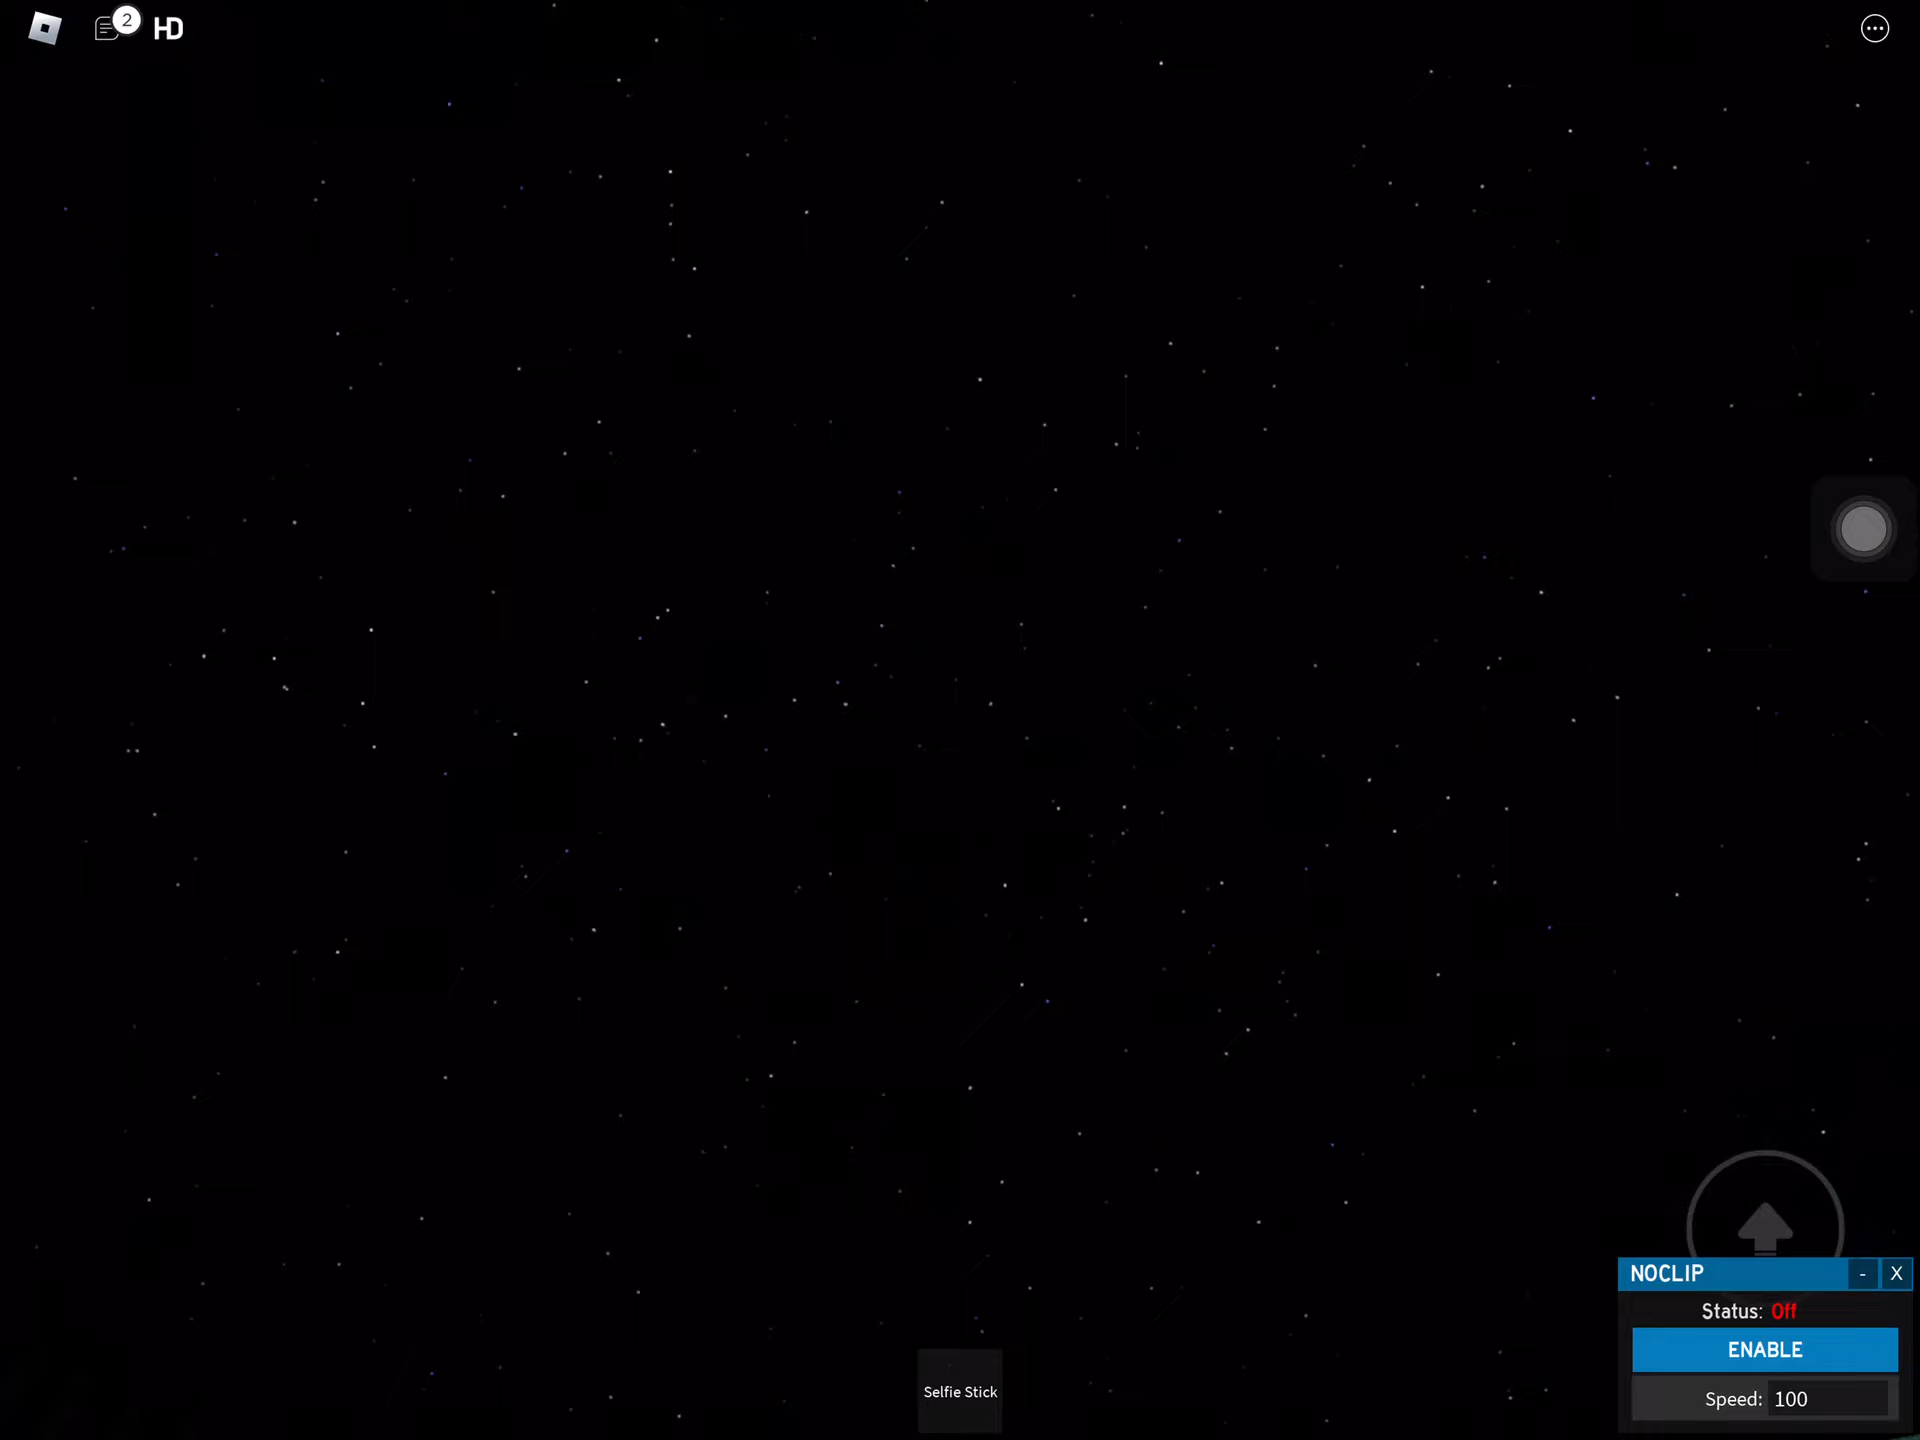 2
HD
NOCLIP - X
Status: Off
ENABLE
Speed: 100
Selfie Stick